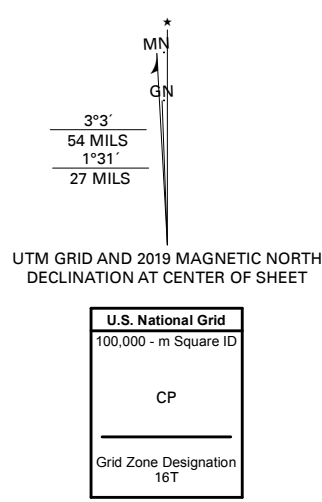 ★
MN
GN
3°3´
54 MILS
1°31´
27 MILS
UTM GRID AND 2019 MAGNETIC NORTH
DECLINATION AT CENTER OF SHEET
U.S. National Grid
100,000 - m Square ID
CP
Grid Zone Designation
16T